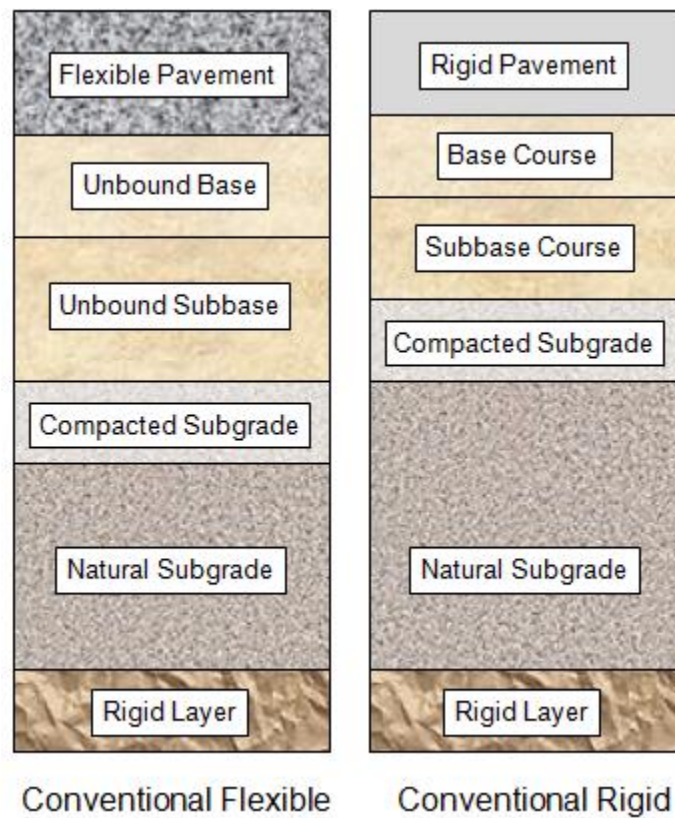 Flexible Pavement
Unbound Base
Unbound Subbase
Compacted Subgrade
Natural Subgrade
Rigid Layer
Conventional Flexible
Rigid Pavement
Base Course
Subbase Course
Compacted Subgrade
Natural Subgrade
Rigid Layer
Conventional Rigid